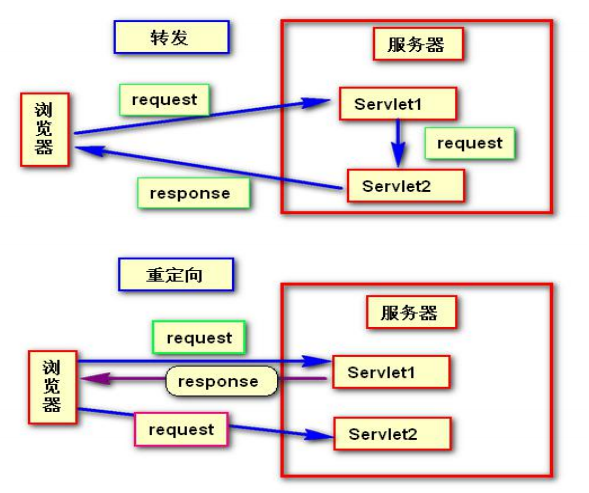 转发
服务器
浏览器
request
Servlet1
request
response
Servlet2
重定向
服务器
浏览器
request
Servlet1
response
request
Servlet2